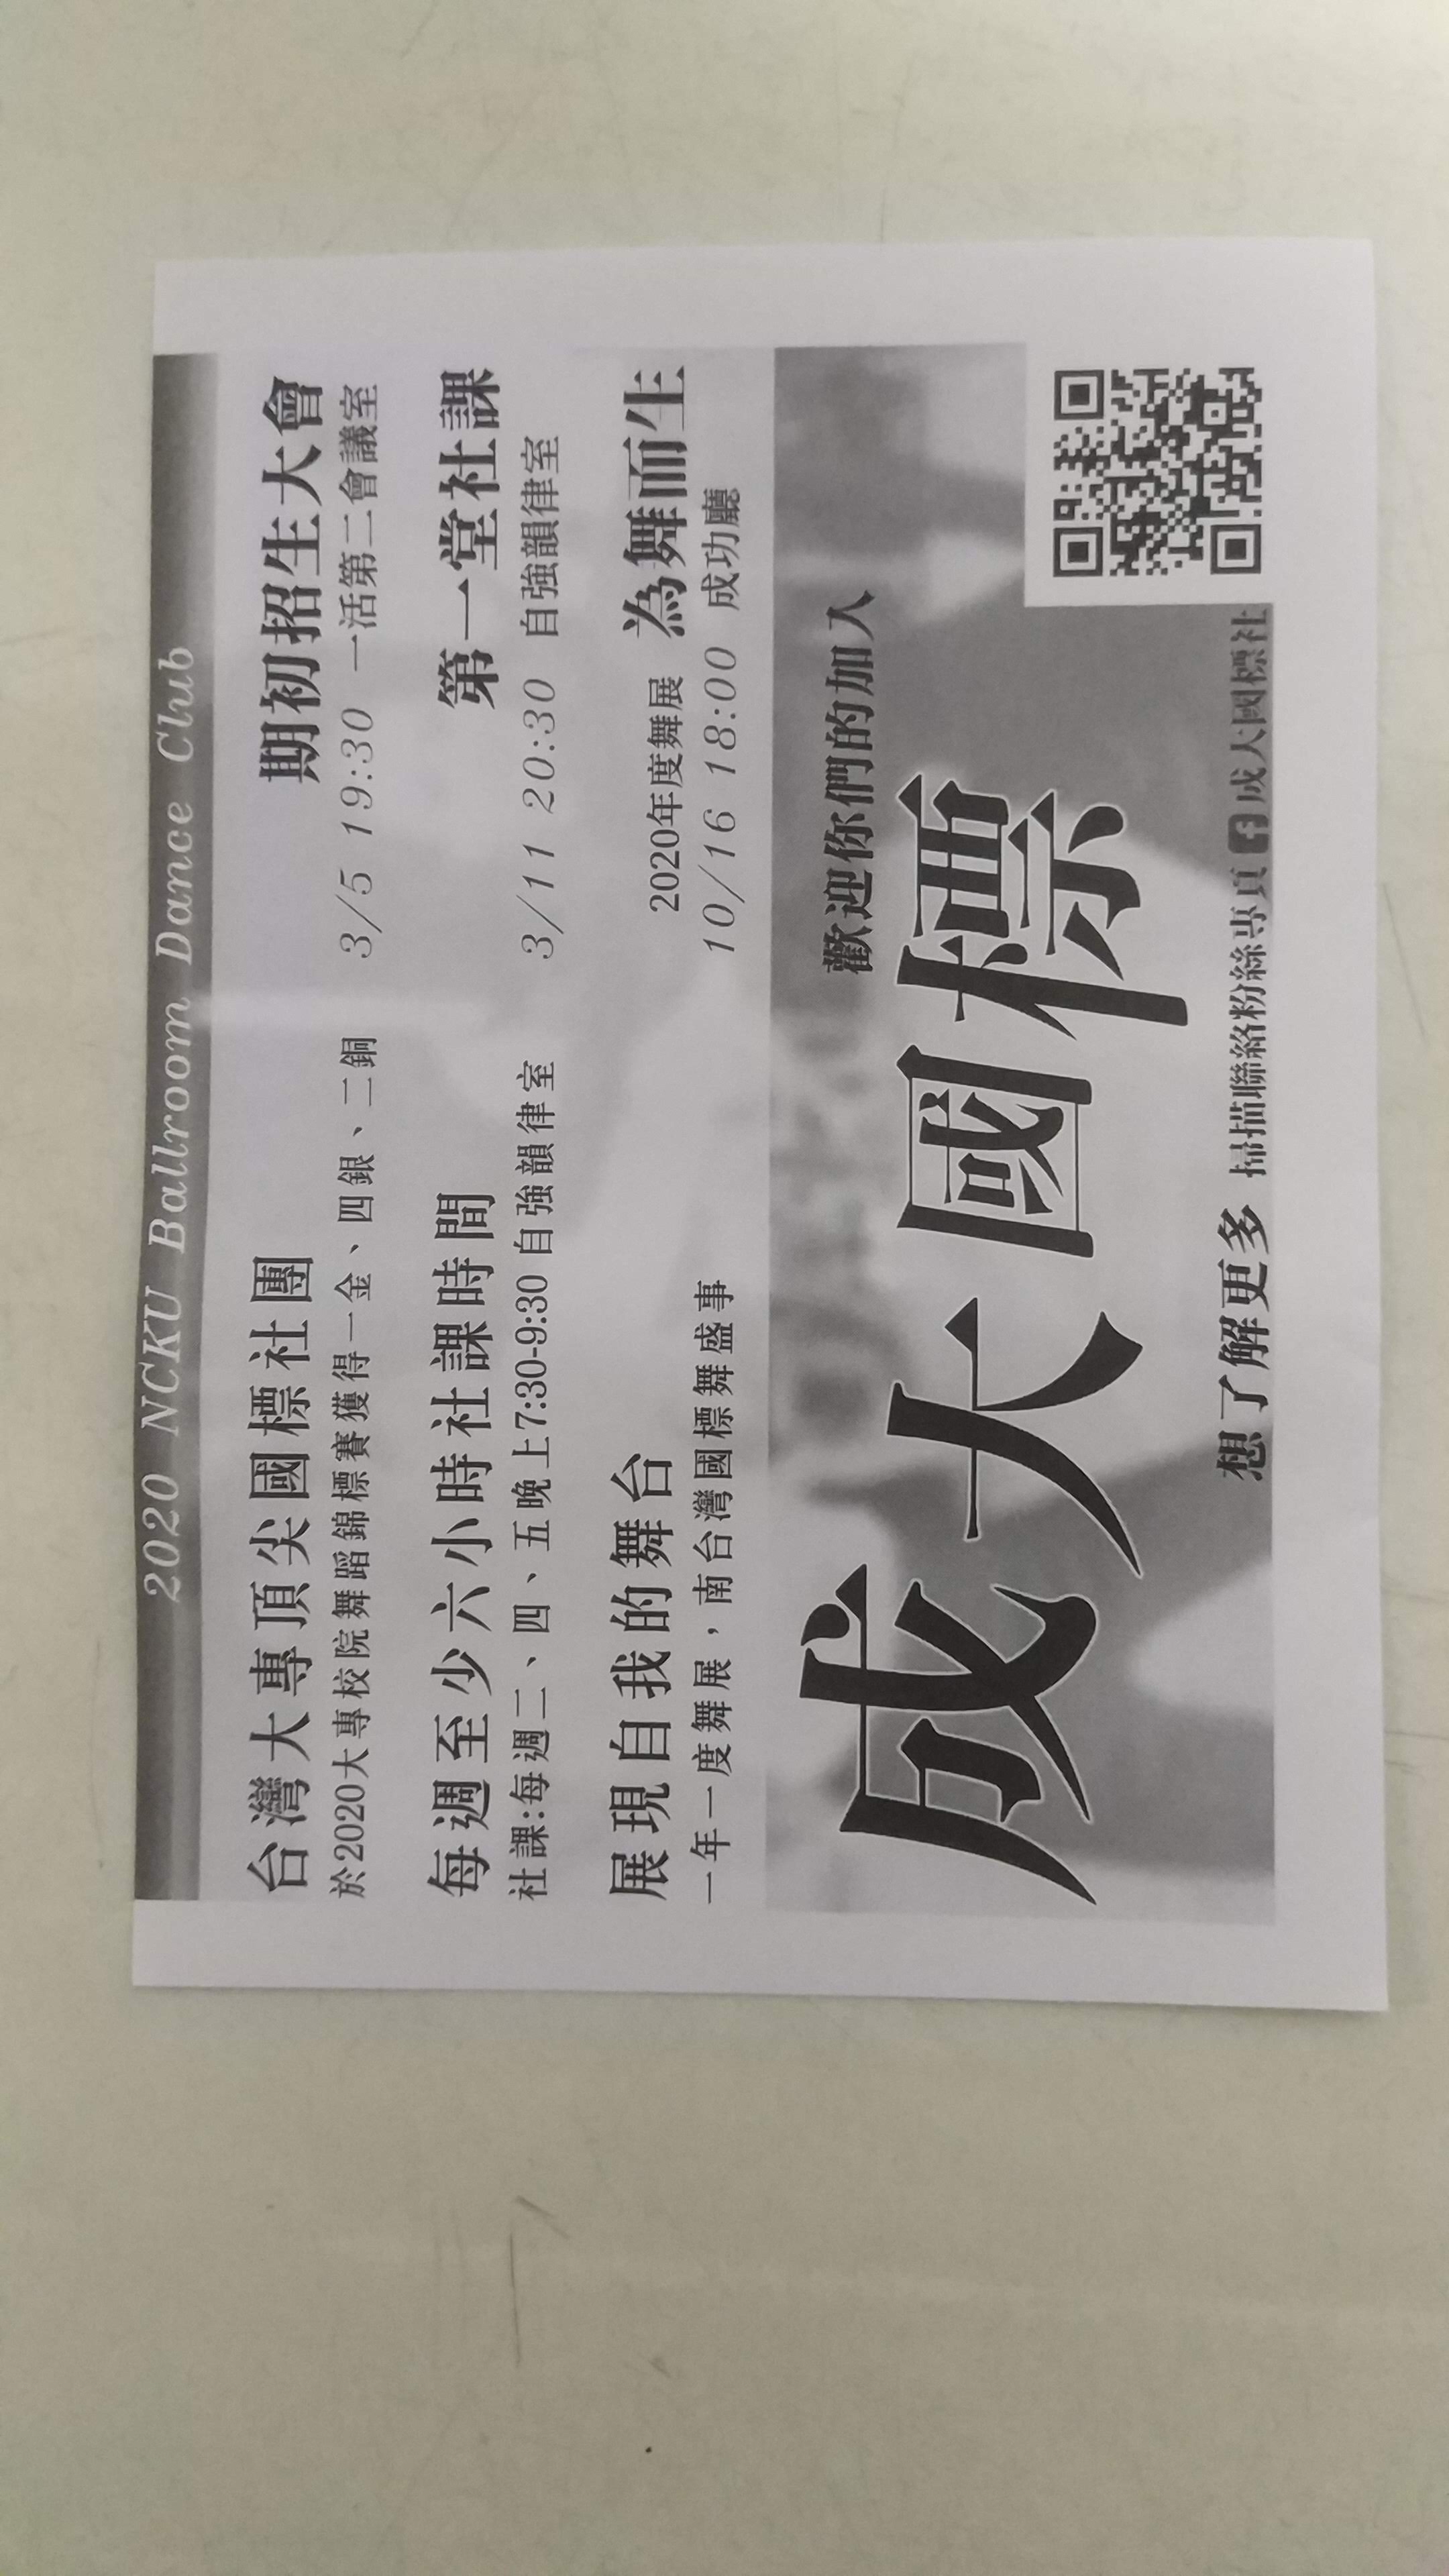 2020 NCKU Ballroom Dance Club
台灣大專頂尖國標社團
於2020大專校院舞蹈錦標賽獲得一金、四銀、二銅
期初招生大會
3/5 19:30 一活第二會議室
每週至少六小時社課時間
社課:每週二、四、五晚上7:30-9:30 自強韻律室
第一堂社課
3/11 20:30 自強韻律室
展現自我的舞台
一年一度舞展，南台灣國標舞盛事
2020年度舞展 為舞而生
10/16 18:00 成功廳
歡迎你們的加入
成大國標
想了解更多 掃描聯絡粉絲專頁 成大國標社